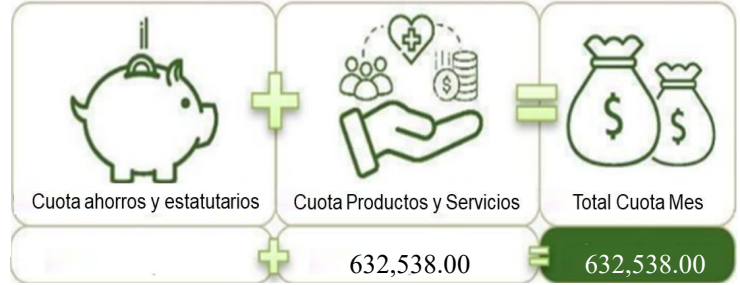 $
$ $
Cuota ahorros y estatutarios Cuota Productos y Servicios Total Cuota Mes
632,538.00 632,538.00